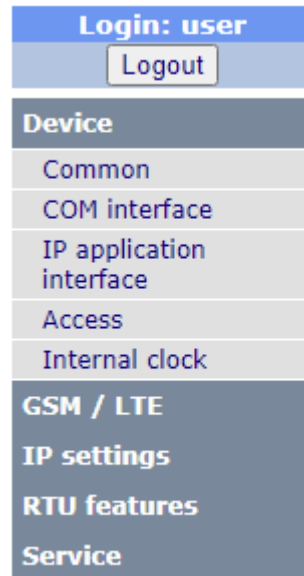 Login: user
Logout
Device
Common
COM interface
IP application
interface
Access
Internal clock
GSM / LTE
IP settings
RTU features
Service